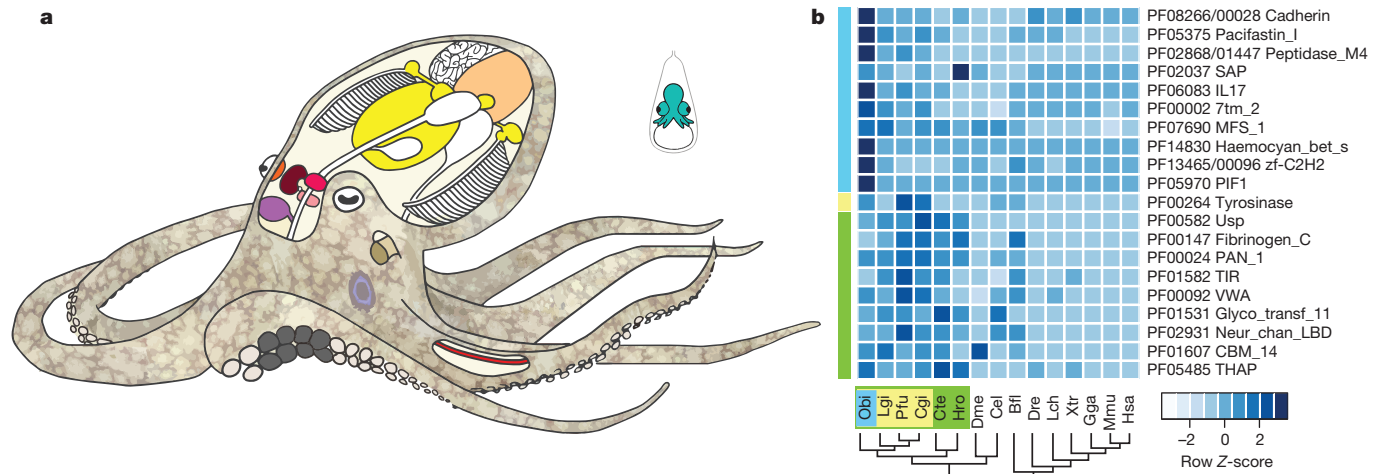 a
b
PF08266/00028 Cadherin
PF05375 Pacifastin_I
PF02868/01447 Peptidase_M4
PF02037 SAP
PF06083 IL17
PF00002 7tm_2
PF07690 MFS_1
PF14830 Haemocyan_bet_s
PF13465/00096 zf-C2H2
PF05970 PIF1
PF00264 Tyrosinase
PF00582 Usp
PF00147 Fibrinogen_C
PF00024 PAN_1
PF01582 TIR
PF00092 VWA
PF01531 Glyco_transf_11
PF02931 Neur_chan_LBD
PF01607 CBM_14
PF05485 THAP
Obi
Lgi
Pfu
Cgi
Cte
Hro
Dme
Cel
Bfl
Dre
Lch
Xtr
Gga
Mmu
Hsa
−2 0 2
Row Z-score